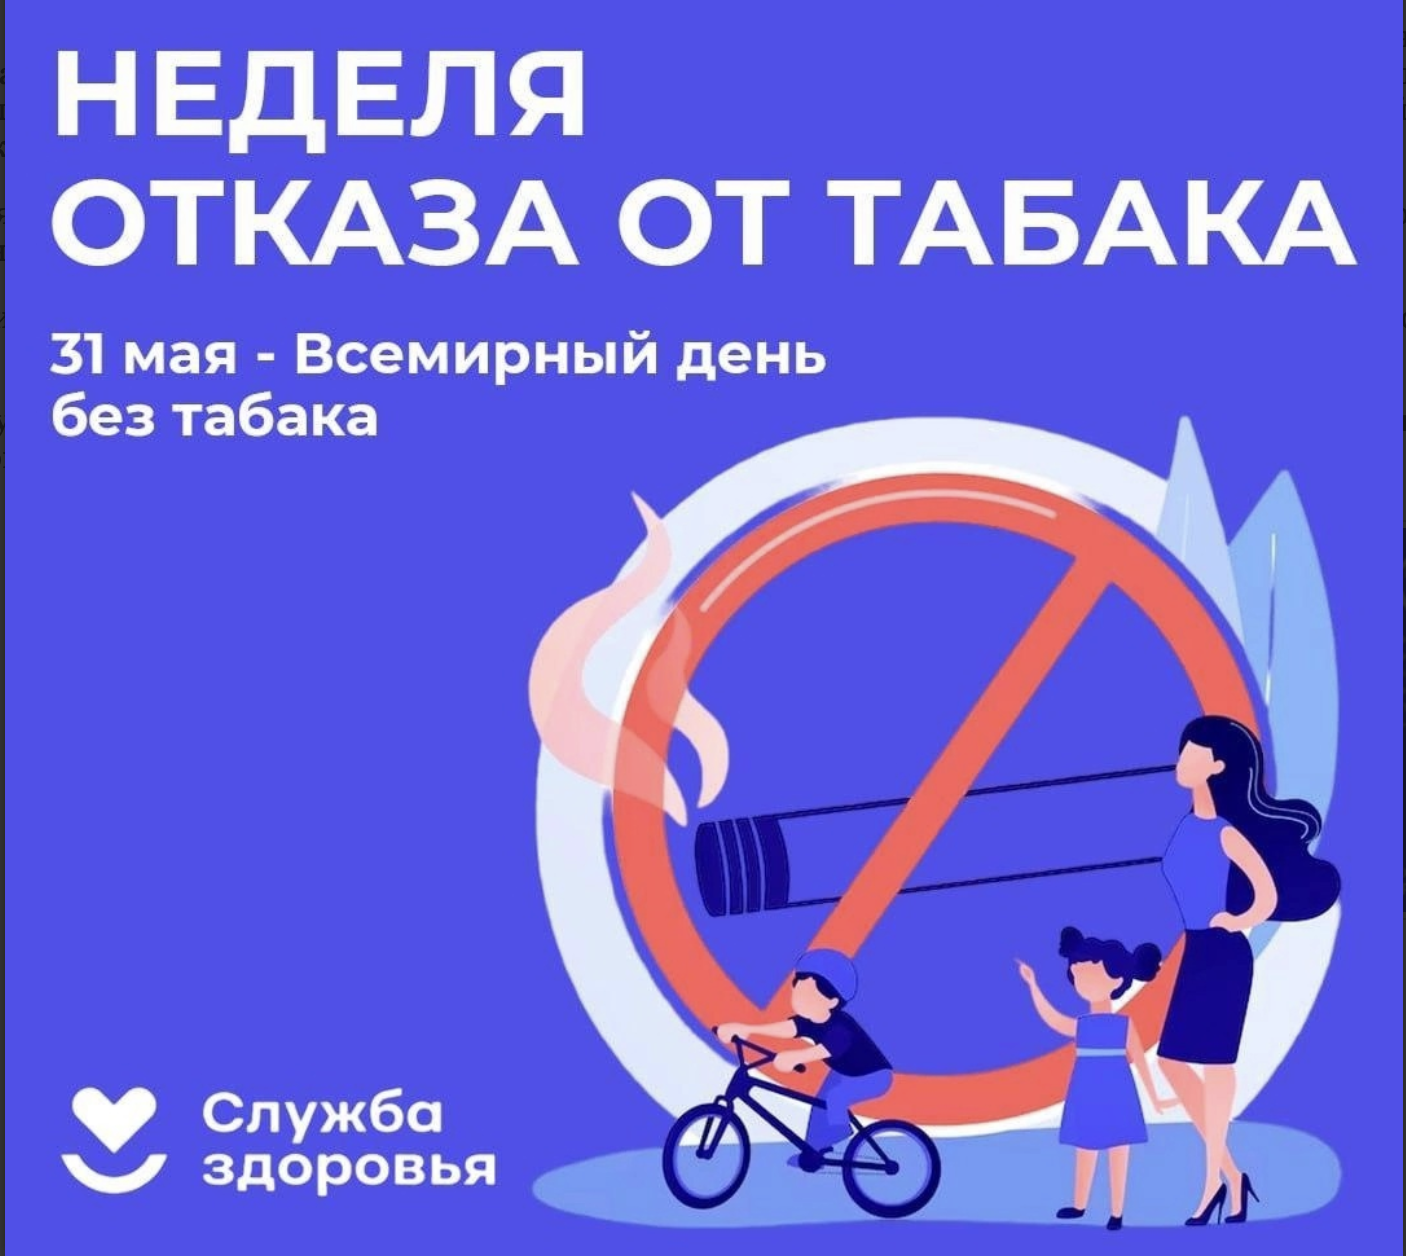 НЕДЕЛЯ
ОТКАЗА ОТ ТАБАКА
31 мая - Всемирный день
без табака
Служба
здоровья